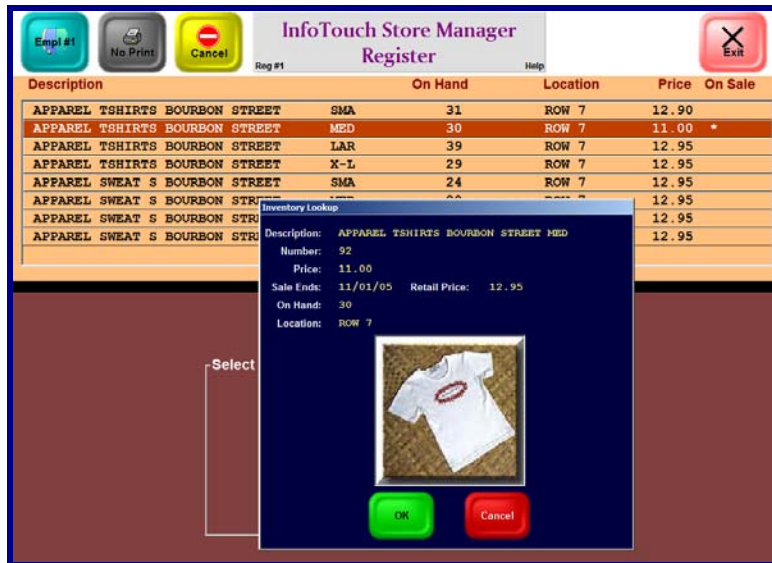 Empl #1
No Print
Cancel
InfoTouch Store Manager
Register
Reg #1
Help
Exit
Description On Hand Location Price On Sale
APPAREL TSHIRTS BOURBON STREET SMA 31 ROW 7 12.90
APPAREL TSHIRTS BOURBON STREET MED 30 ROW 7 11.00 *
APPAREL TSHIRTS BOURBON STREET LAR 39 ROW 7 12.95
APPAREL TSHIRTS BOURBON STREET X-L 29 ROW 7 12.95
APPAREL SWEAT S BOURBON STREET SMA 24 ROW 7 12.95
APPAREL SWEAT S BOURBON 12.95
APPAREL SWEAT S BOURBON 12.95
APPAREL SWEAT S BOURBON 12.95
Inventory Lookup
Description: APPAREL TSHIRTS BOURBON STREET MED
Number: 92
Price: 11.00
Sale Ends: 11/01/05 Retail Price: 12.95
On Hand: 30
Location: ROW 7
Select
OK
Cancel